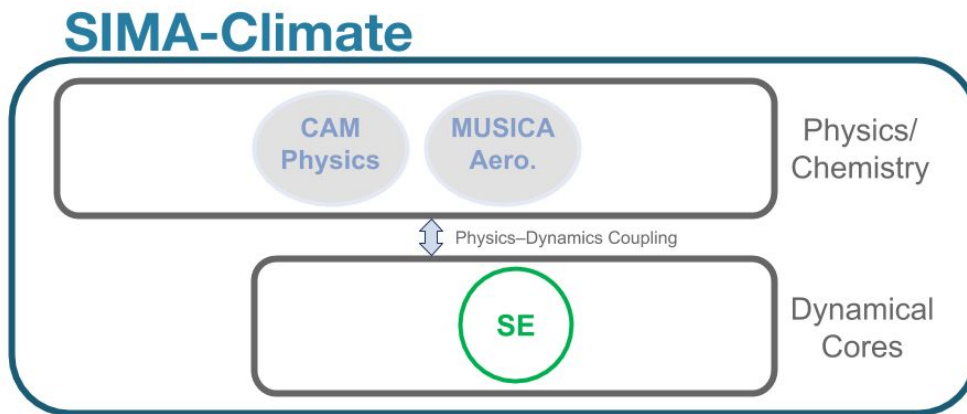 SIMA-Climate
CAM
Physics
MUSICA
Aero.
Physics/
Chemistry
Physics–Dynamics Coupling
SE
Dynamical
Cores